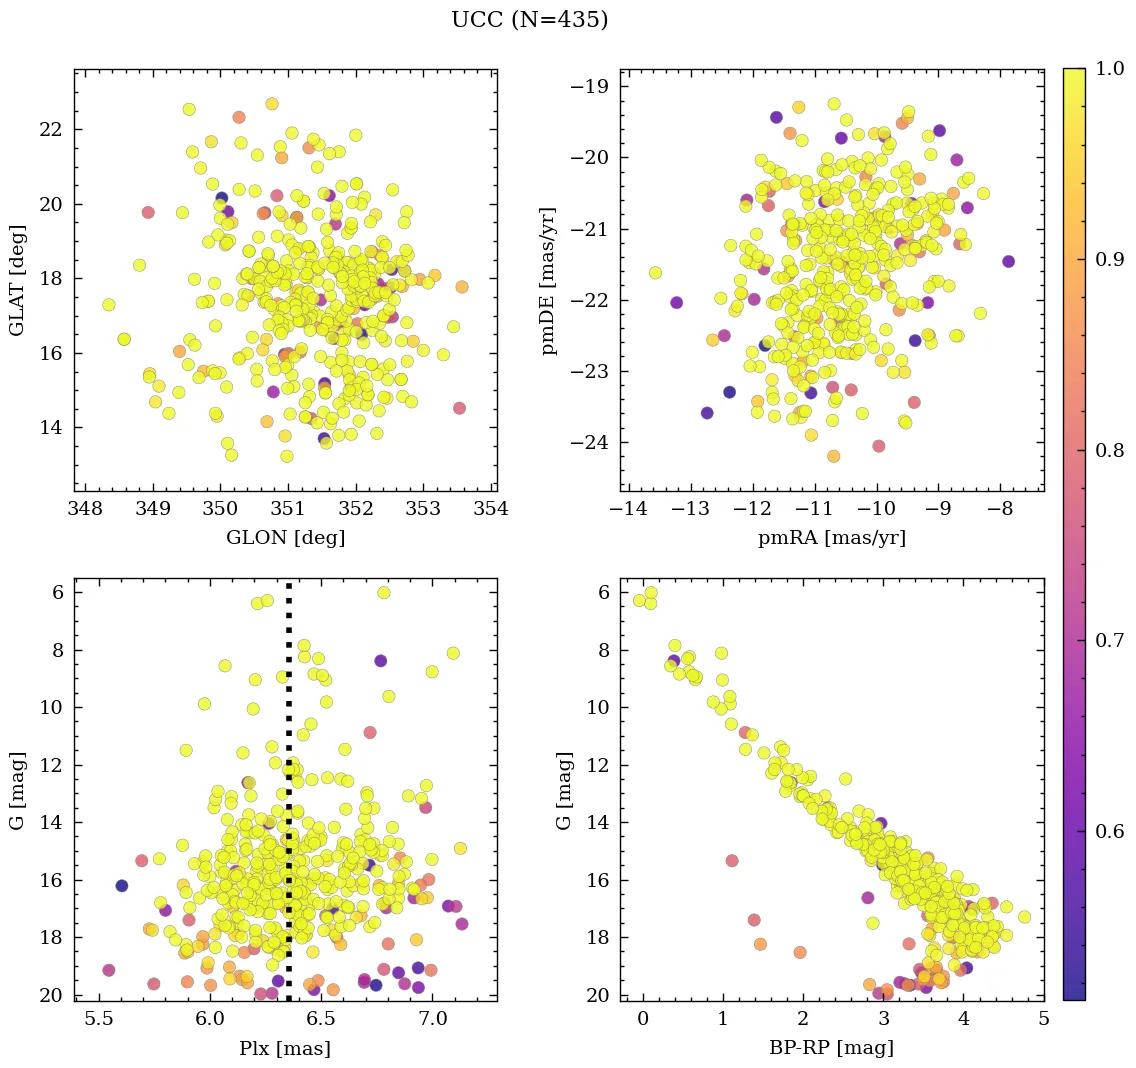 UCC (N=435)
22
20
18
16
14
GLAT [deg]
348 349 350 351 352 353 354
GLON [deg]
−19
−20
−21
−22
−23
−24
pmDE [mas/yr]
−14 −13 −12 −11 −10 −9 −8
pmRA [mas/yr]
1.0
0.9
0.8
0.7
0.6
6
8
10
12
14
16
18
20
G [mag]
5.5 6.0 6.5 7.0
Plx [mas]
6
8
10
12
14
16
18
20
G [mag]
0 1 2 3 4 5
BP-RP [mag]